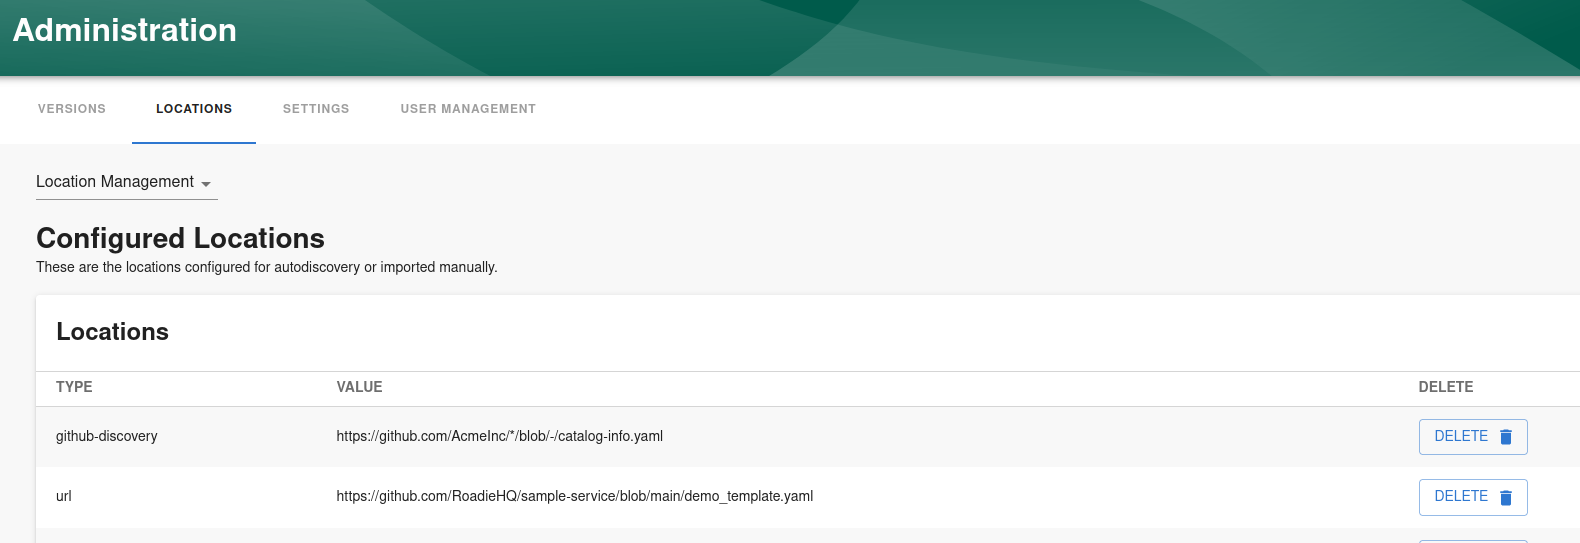 Administration
VERSIONS LOCATIONS SETTINGS USER MANAGEMENT
Location Management
Configured Locations
These are the locations configured for autodiscovery or imported manually.
Locations
TYPE VALUE DELETE
github-discovery https://github.com/AcmeInc/*/blob/-/catalog-info.yaml DELETE
url https://github.com/RoadieHQ/sample-service/blob/main/demo_template.yaml DELETE